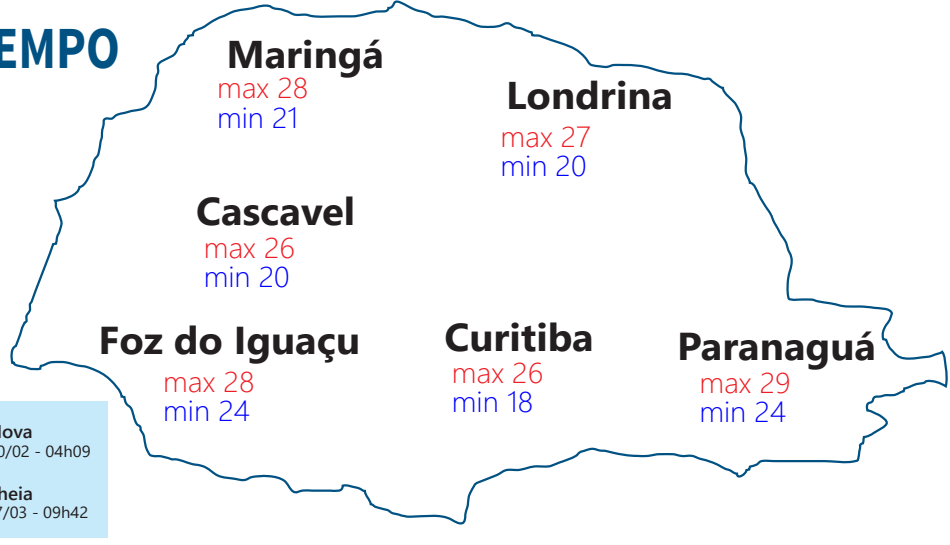 EMPO
Maringá
max 28
min 21
Londrina
max 27
min 20
Cascavel
max 26
min 20
Foz do Iguaçu
max 28
min 24
Curitiba
max 26
min 18
Paranaguá
max 29
min 24
ova
0/02 - 04h09
heia
/03 - 09h42